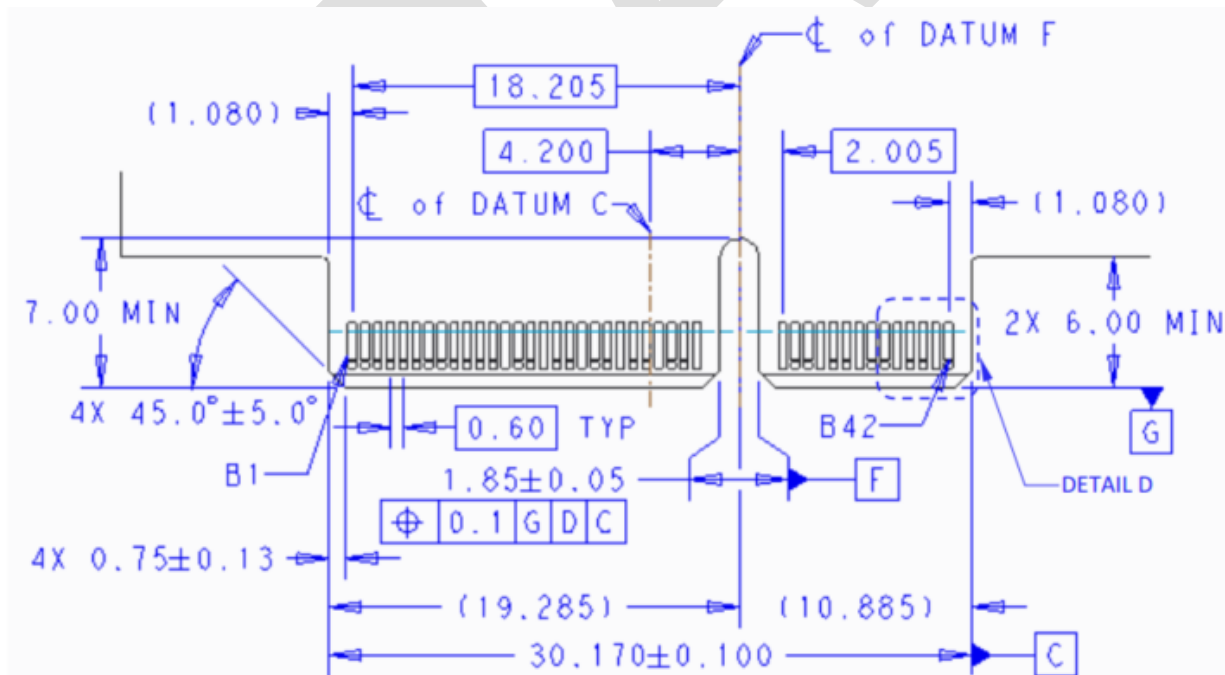 ℄ of DATUM F
18.205
(1.080)
4.200
2.005
℄ of DATUM C
(1.080)
7.00 MIN
2X 6.00 MIN
4X 45.0°±5.0°
0.60 TYP
B42
G
B1
1.85±0.05
F
DETAIL D
⌖ 0.1 G D C
4X 0.75±0.13
(19.285)
(10.885)
30.170±0.100
C